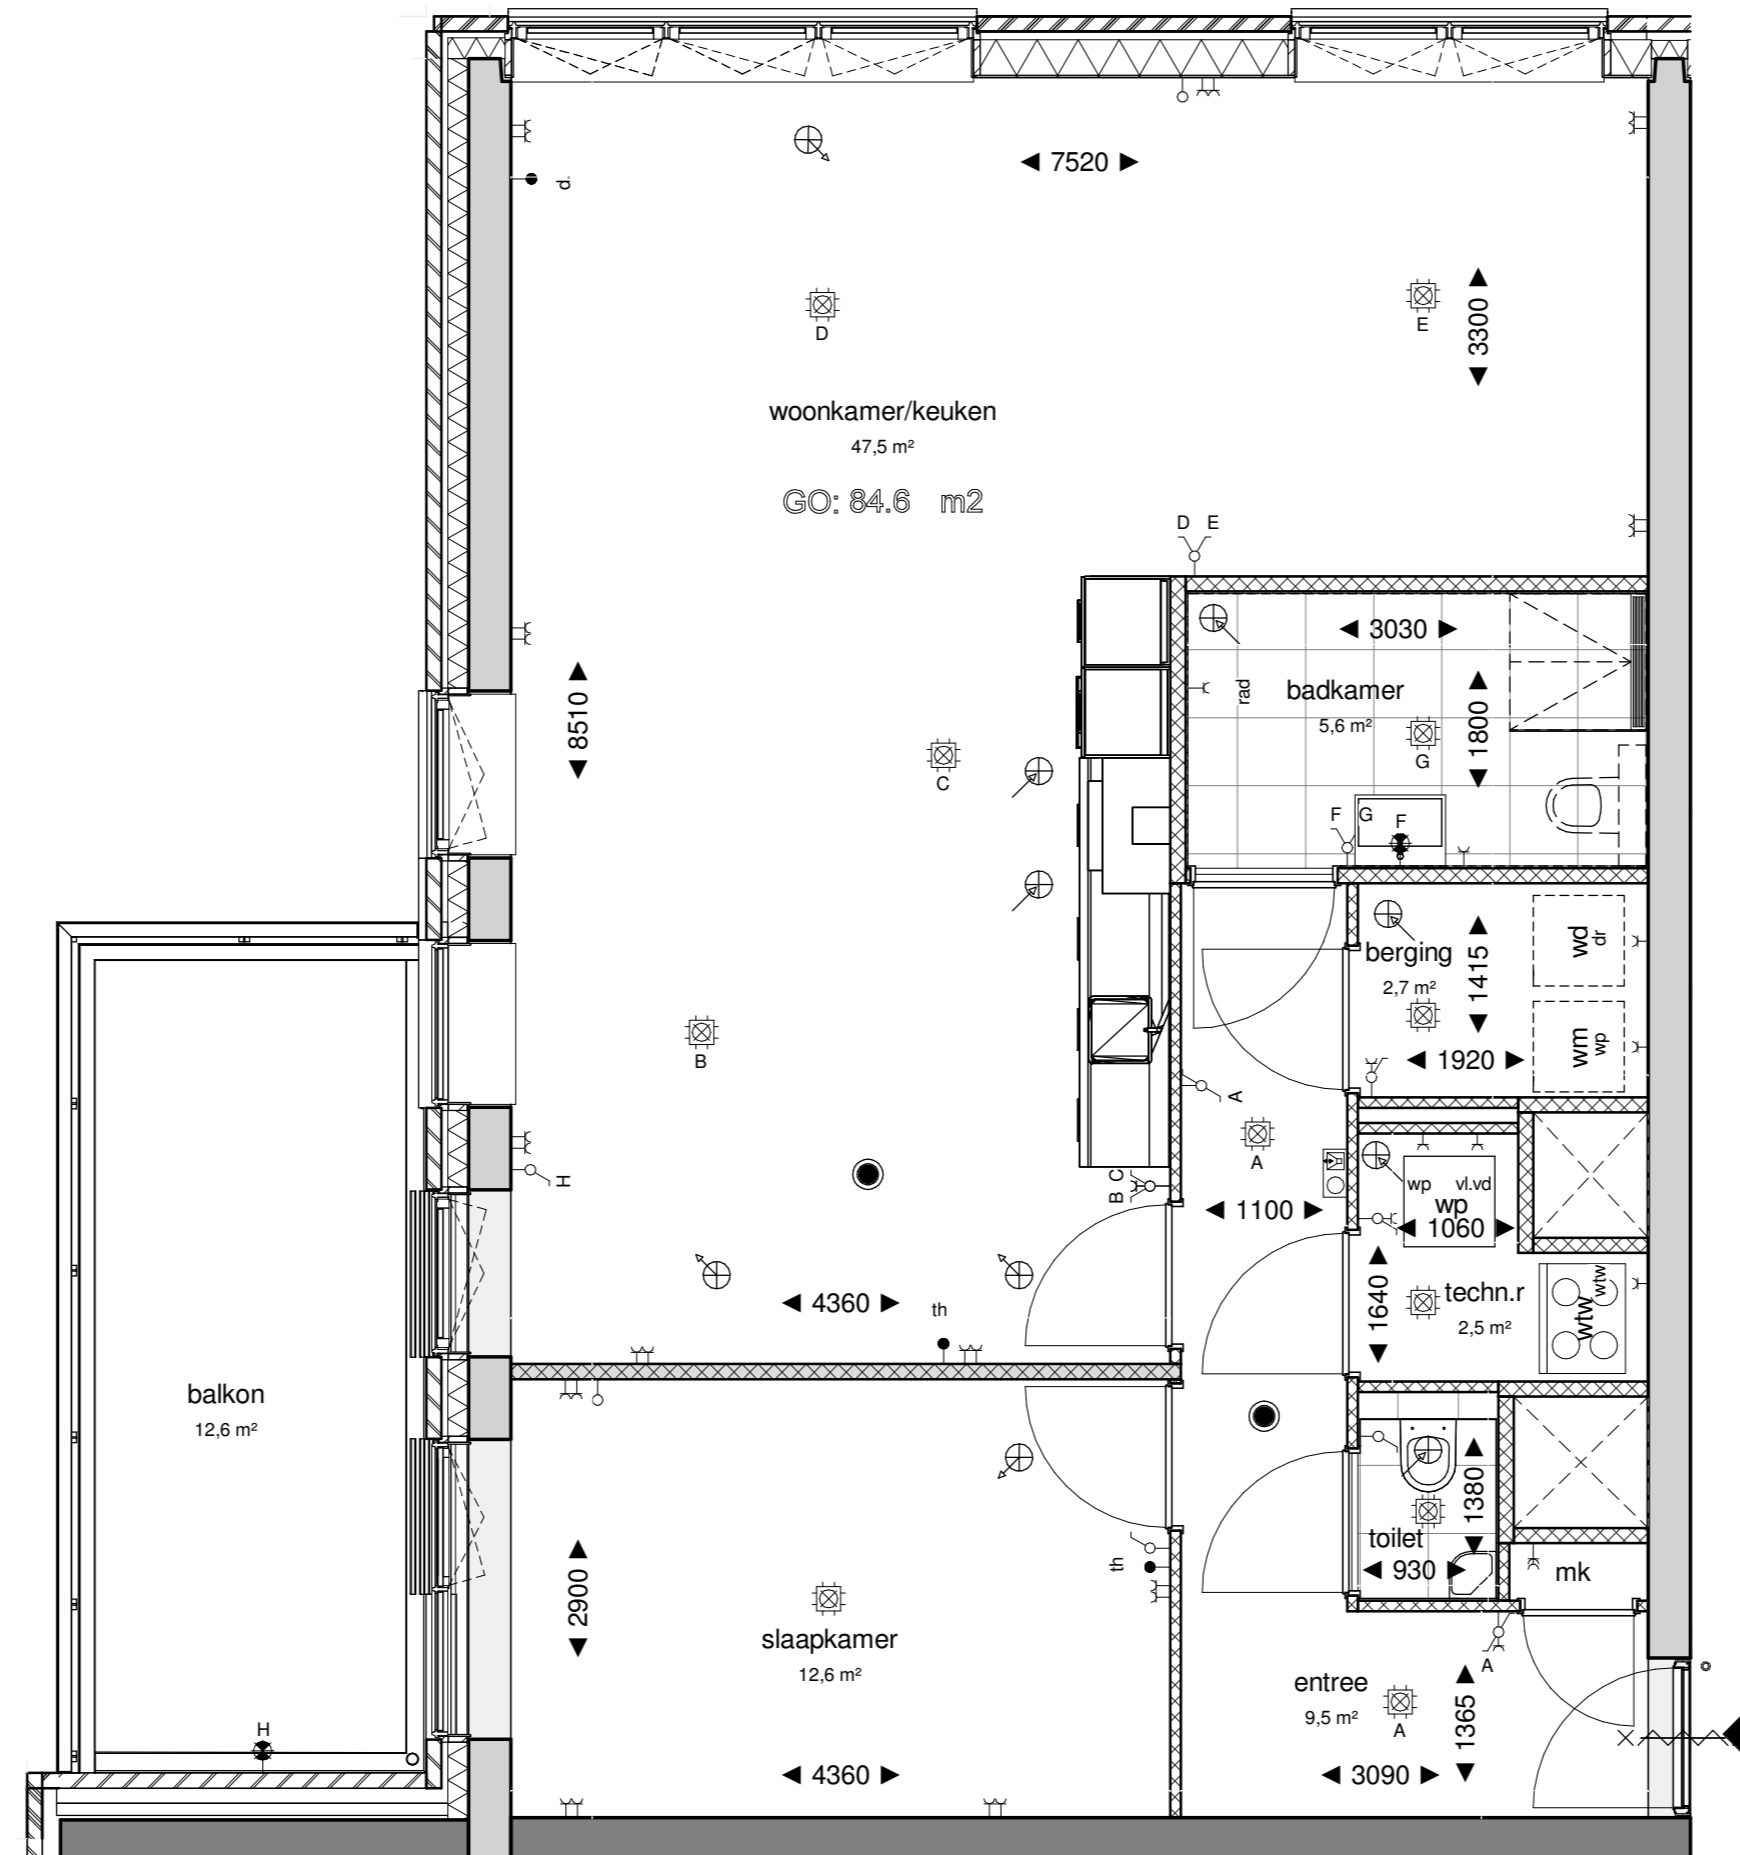 7520
d.
D
E
3300
woonkamer/keuken
47,5 m²
GO: 84.6 m2
D E
3030
rad
badkamer
5,6 m²
1800
G
8510
C
F G F
berging
2,7 m²
1415
wd
dr
1920
wm
wp
B
A
A
H
B C
1100
wp vl.vd
wp
1060
1640
techn.r
2,5 m²
wtw
wtw
4360
th
balkon
12,6 m²
1380
toilet
930
mk
th
2900
slaapkamer
12,6 m²
A
entree
9,5 m²
A
1365
H
4360
3090